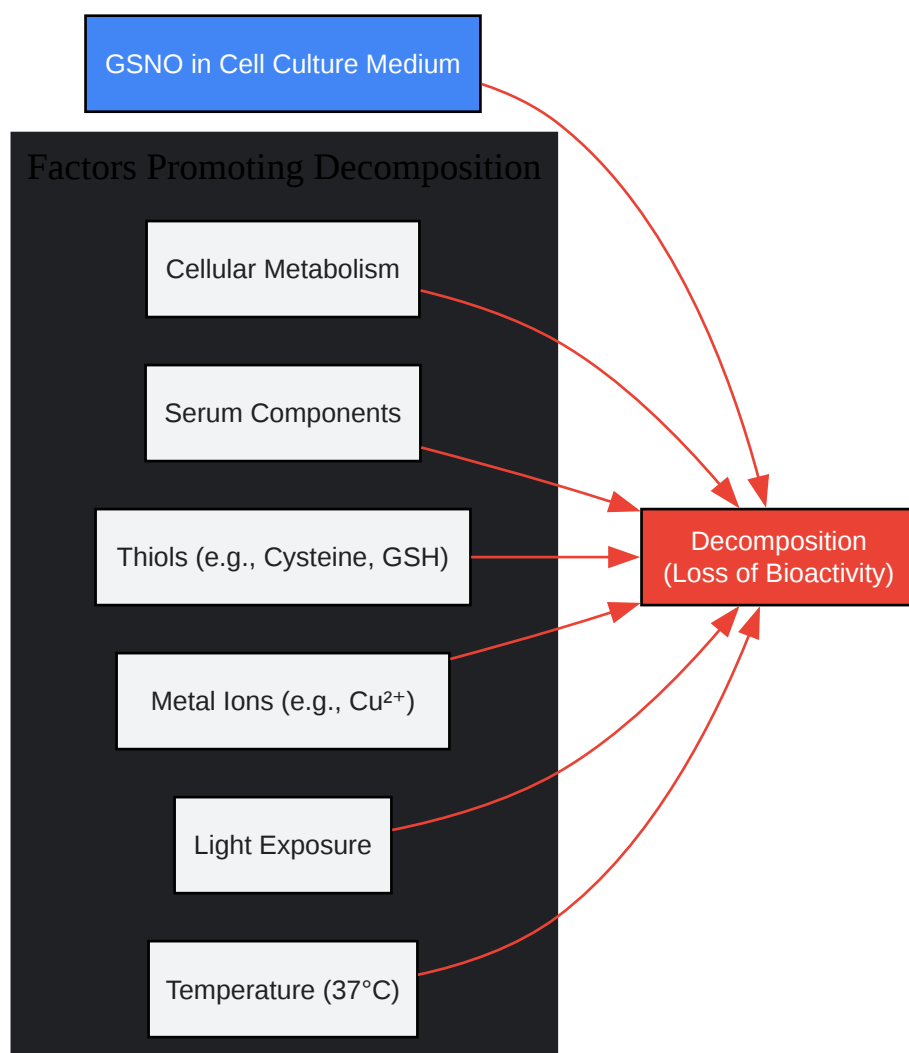 GSNO in Cell Culture Medium
Factors Promoting Decomposition
Cellular Metabolism
Serum Components
Thiols (e.g., Cysteine, GSH)
Metal Ions (e.g., Cu²⁺)
Light Exposure
Temperature (37°C)
Decomposition
(Loss of Bioactivity)